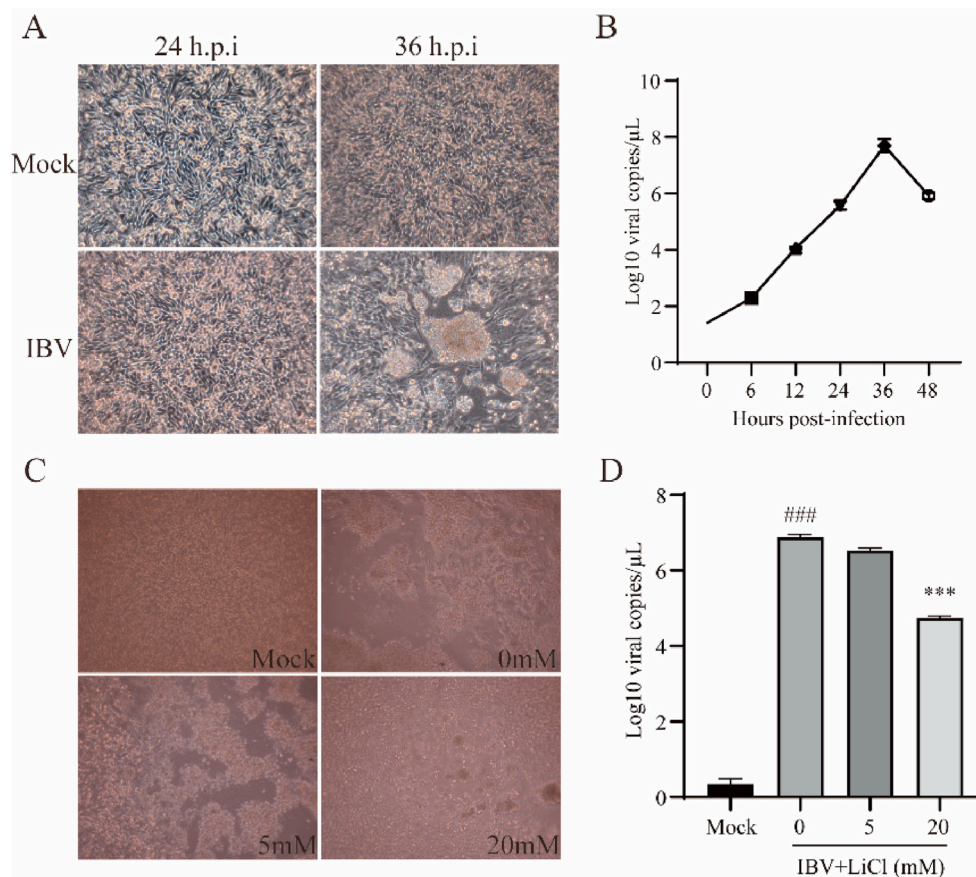 A
24 h.p.i
36 h.p.i
Mock
IBV
B
Log10 viral copies/μL
10
8
6
4
2
0
0 6 12 24 36 48
Hours post-infection
C
Mock
0mM
5mM
20mM
D
Log10 viral copies/μL
8
6
4
2
0
###
***
Mock 0 5 20
IBV+LiCl (mM)